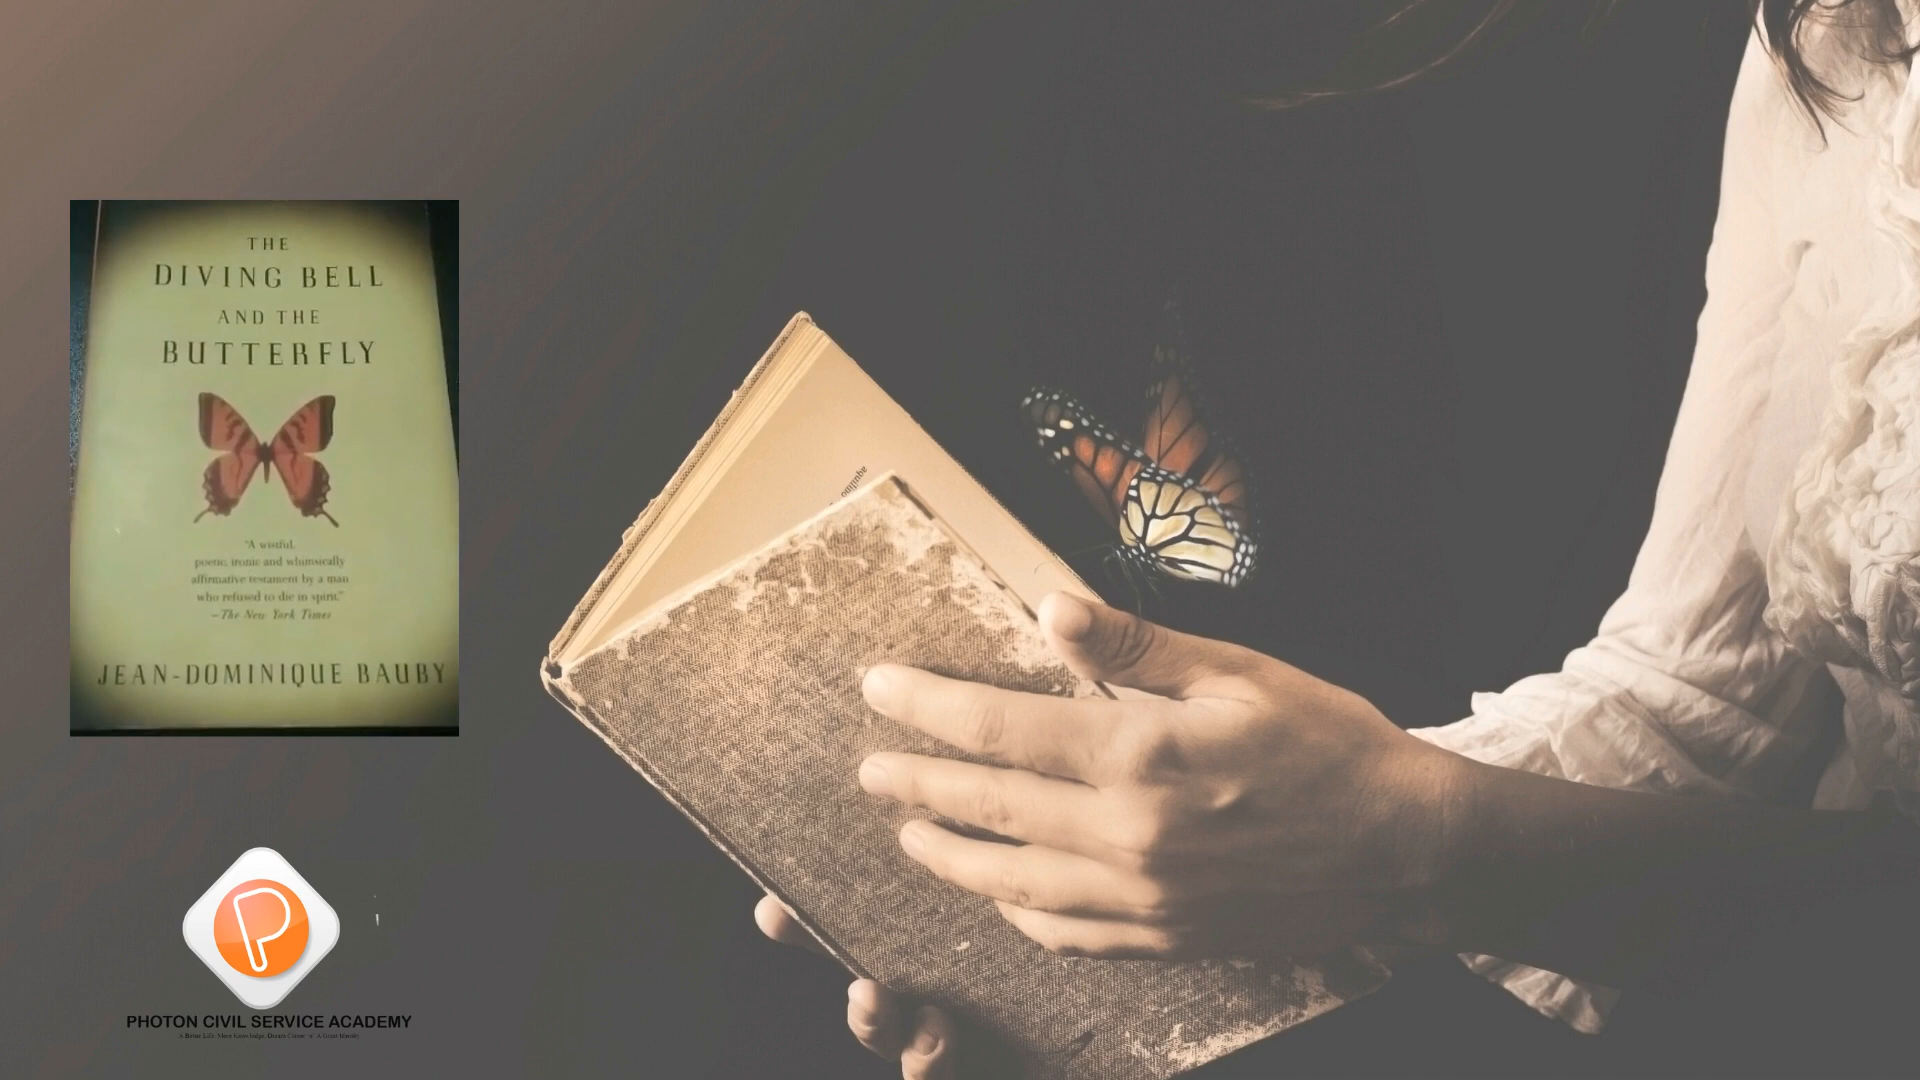 THE
DIVING BELL
AND THE
BUTTERFLY
"A wistful,
poetic, ironic and whimsically
affirmative testament by a man
who refused to die in spirit."
—The New York Times
JEAN-DOMINIQUE BAUBY
aquilino
PHOTON CIVIL SERVICE ACADEMY